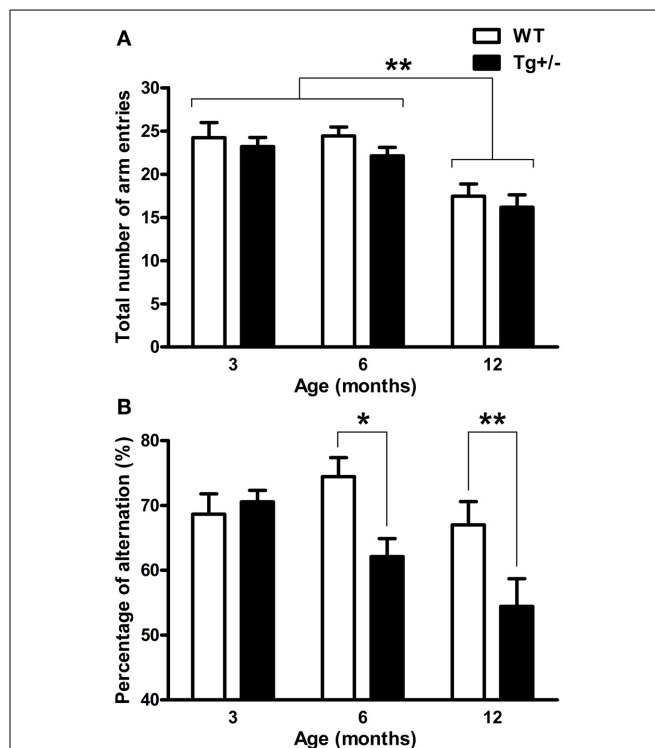 A
WT
Tg+/-
**
30
25
20
15
10
5
0
Total number of arm entries
3 6 12
Age (months)
B
* **
80
70
60
50
40
Percentage of alternation (%)
3 6 12
Age (months)